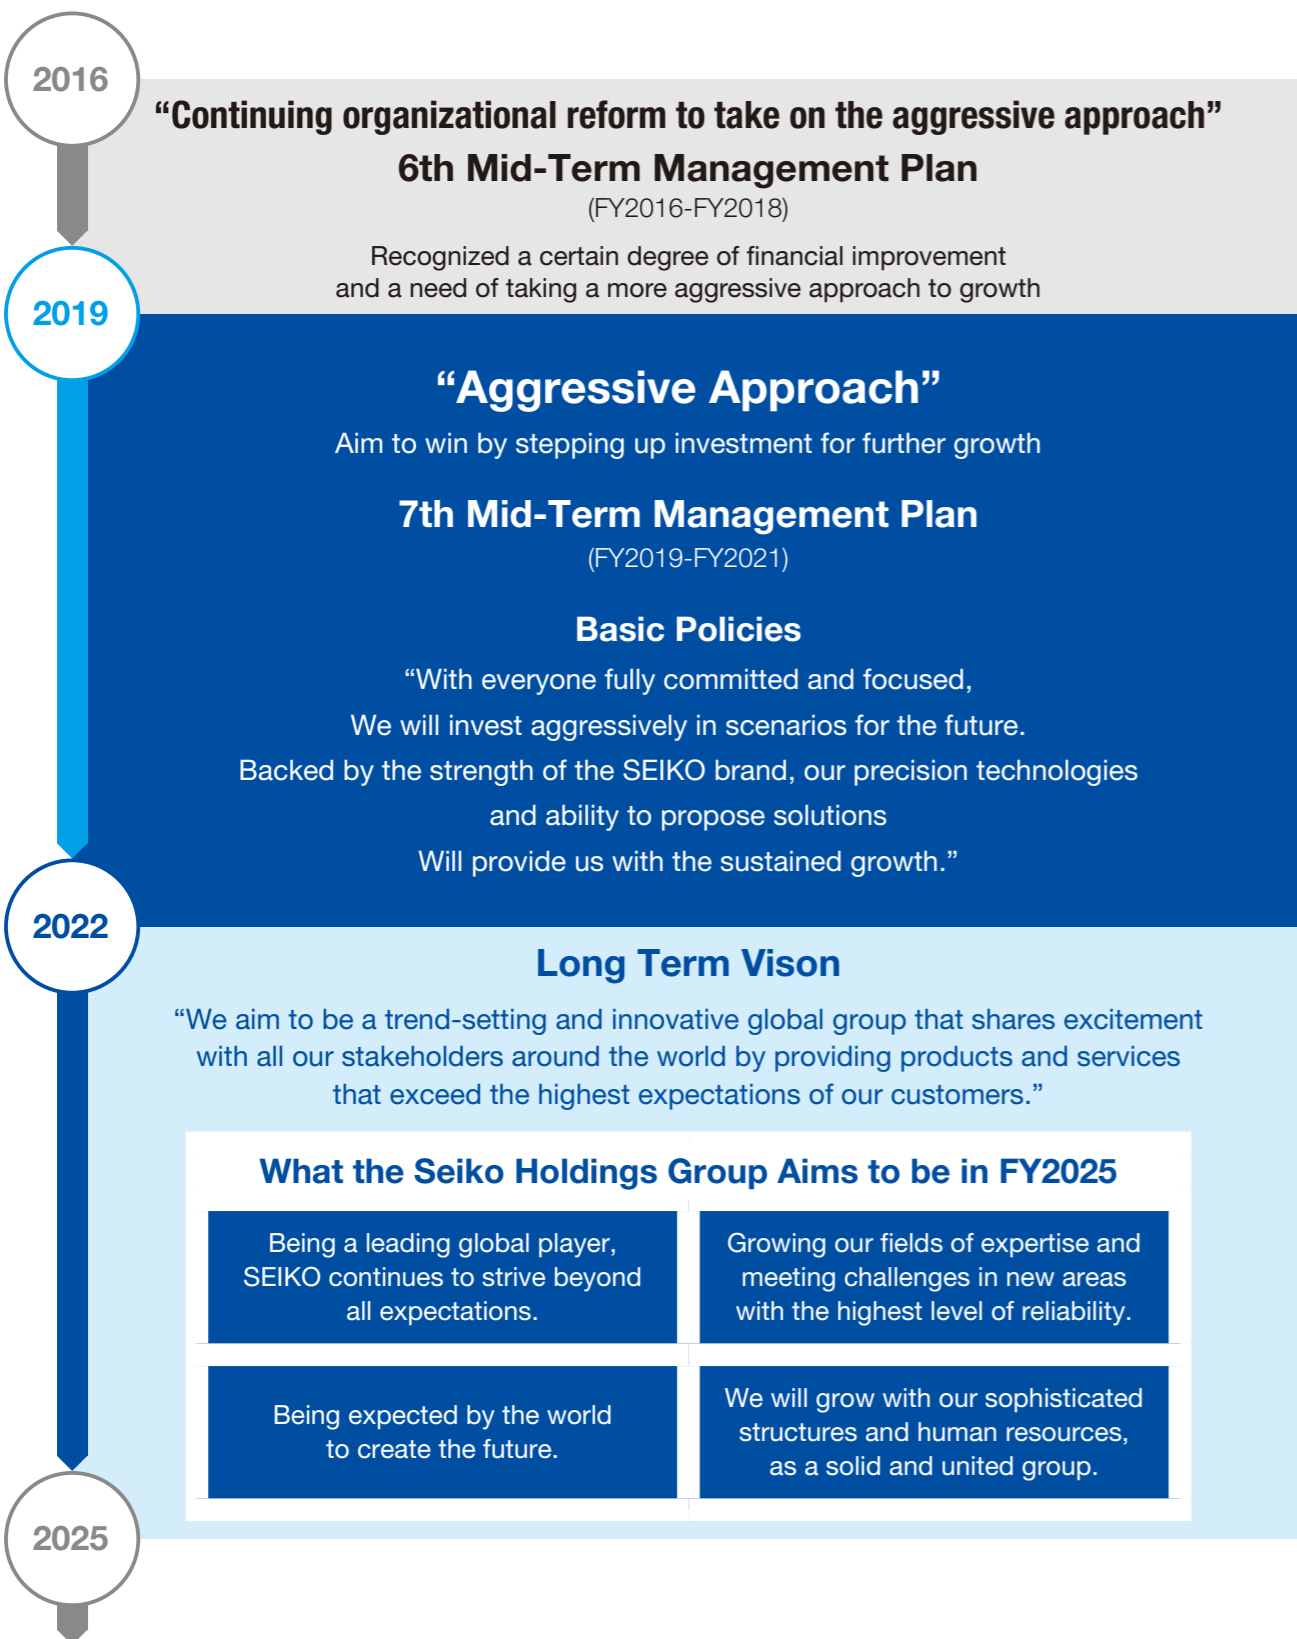 2016
“Continuing organizational reform to take on the aggressive approach”
6th Mid-Term Management Plan
(FY2016-FY2018)
Recognized a certain degree of financial improvement
and a need of taking a more aggressive approach to growth
2019
“Aggressive Approach”
Aim to win by stepping up investment for further growth
7th Mid-Term Management Plan
(FY2019-FY2021)
Basic Policies
“With everyone fully committed and focused,
We will invest aggressively in scenarios for the future.
Backed by the strength of the SEIKO brand, our precision technologies
and ability to propose solutions
Will provide us with the sustained growth.”
2022
Long Term Vison
“We aim to be a trend-setting and innovative global group that shares excitement
with all our stakeholders around the world by providing products and services
that exceed the highest expectations of our customers.”
What the Seiko Holdings Group Aims to be in FY2025
Being a leading global player,
SEIKO continues to strive beyond
all expectations.
Growing our fields of expertise and
meeting challenges in new areas
with the highest level of reliability.
Being expected by the world
to create the future.
We will grow with our sophisticated
structures and human resources,
as a solid and united group.
2025